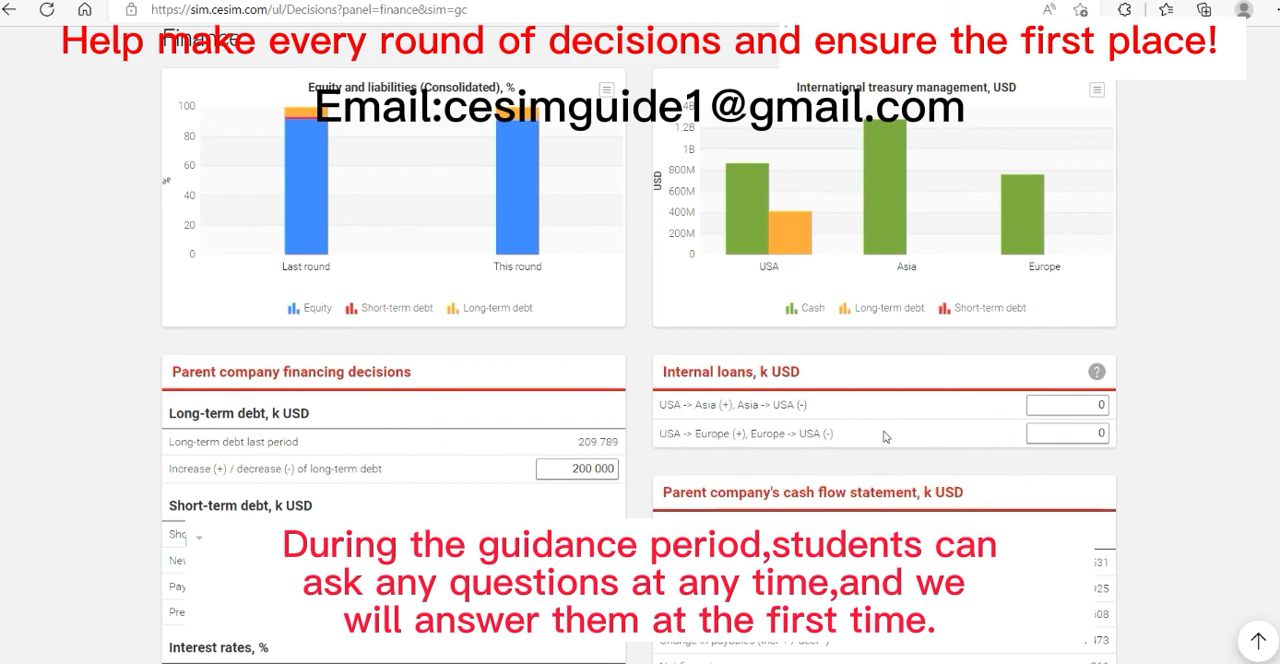 https://sim.cesim.com/ul/Decisions?panel=finance&sim=gc
Finance
Help make every round of decisions and ensure the first place!
Equity and liabilities (Consolidated), %
Email:cesimguide1@gmail.com
100
80
60
40
20
0
%
Last round
This round
Equity
Short-term debt
Long-term debt
International treasury management, USD
1.2B
1B
800M
600M
400M
200M
0
USD
USA
Asia
Europe
Cash
Long-term debt
Short-term debt
Parent company financing decisions
Long-term debt, k USD
Long-term debt last period 209 789
Increase (+) / decrease (-) of long-term debt 200 000
Short-term debt, k USD
Interest rates, %
Internal loans, k USD
USA -> Asia (+), Asia -> USA (-) 0
USA -> Europe (+), Europe -> USA (-) 0
Parent company's cash flow statement, k USD
During the guidance period,students can
ask any questions at any time,and we
will answer them at the first time.